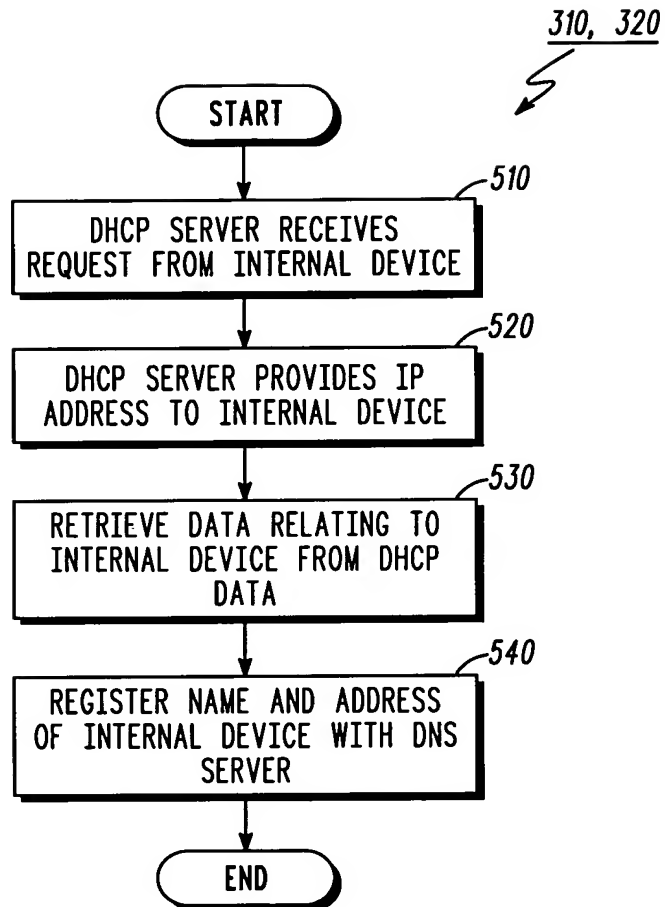 310, 320
START
510
DHCP SERVER RECEIVES
REQUEST FROM INTERNAL DEVICE
520
DHCP SERVER PROVIDES IP
ADDRESS TO INTERNAL DEVICE
530
RETRIEVE DATA RELATING TO
INTERNAL DEVICE FROM DHCP
DATA
540
REGISTER NAME AND ADDRESS
OF INTERNAL DEVICE WITH DNS
SERVER
END